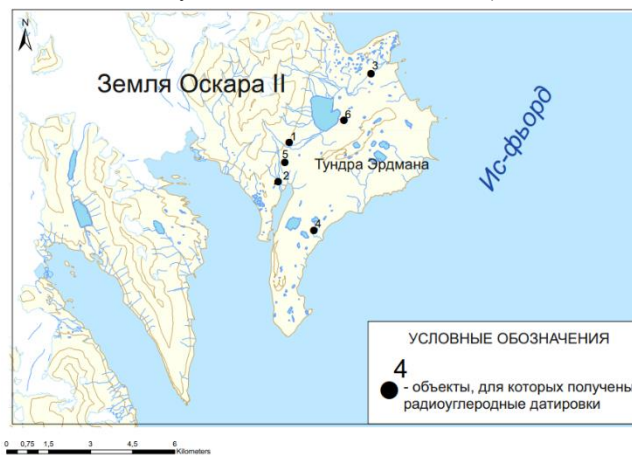 N
Земля Оскара II
3
6
1
5
Тундра Эрдмана
2
4
Ис-фьорд
УСЛОВНЫЕ ОБОЗНАЧЕНИЯ
4
- объекты, для которых получены
радиоуглеродные датировки
0 0,75 1,5 3 4,5 6
Kilometers